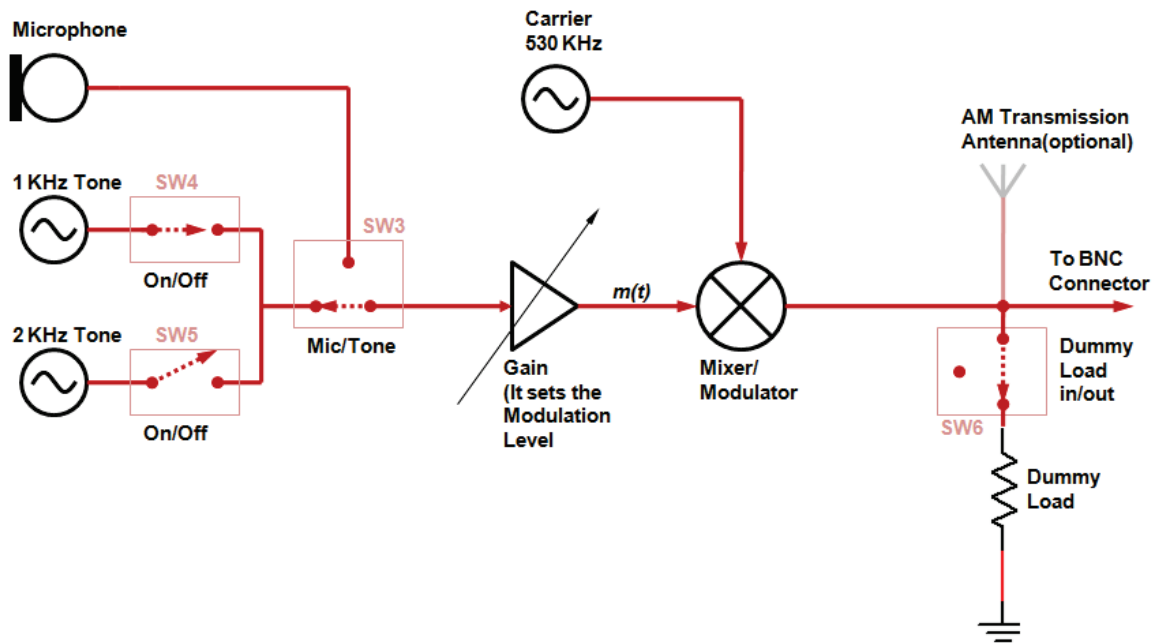 Microphone
Carrier
530 KHz
AM Transmission
Antenna(optional)
1 KHz Tone
SW4
On/Off
SW3
Mic/Tone
2 KHz Tone
SW5
On/Off
m(t)
Gain
(It sets the
Modulation
Level
Mixer/
Modulator
To BNC
Connector
Dummy
Load
in/out
SW6
Dummy
Load